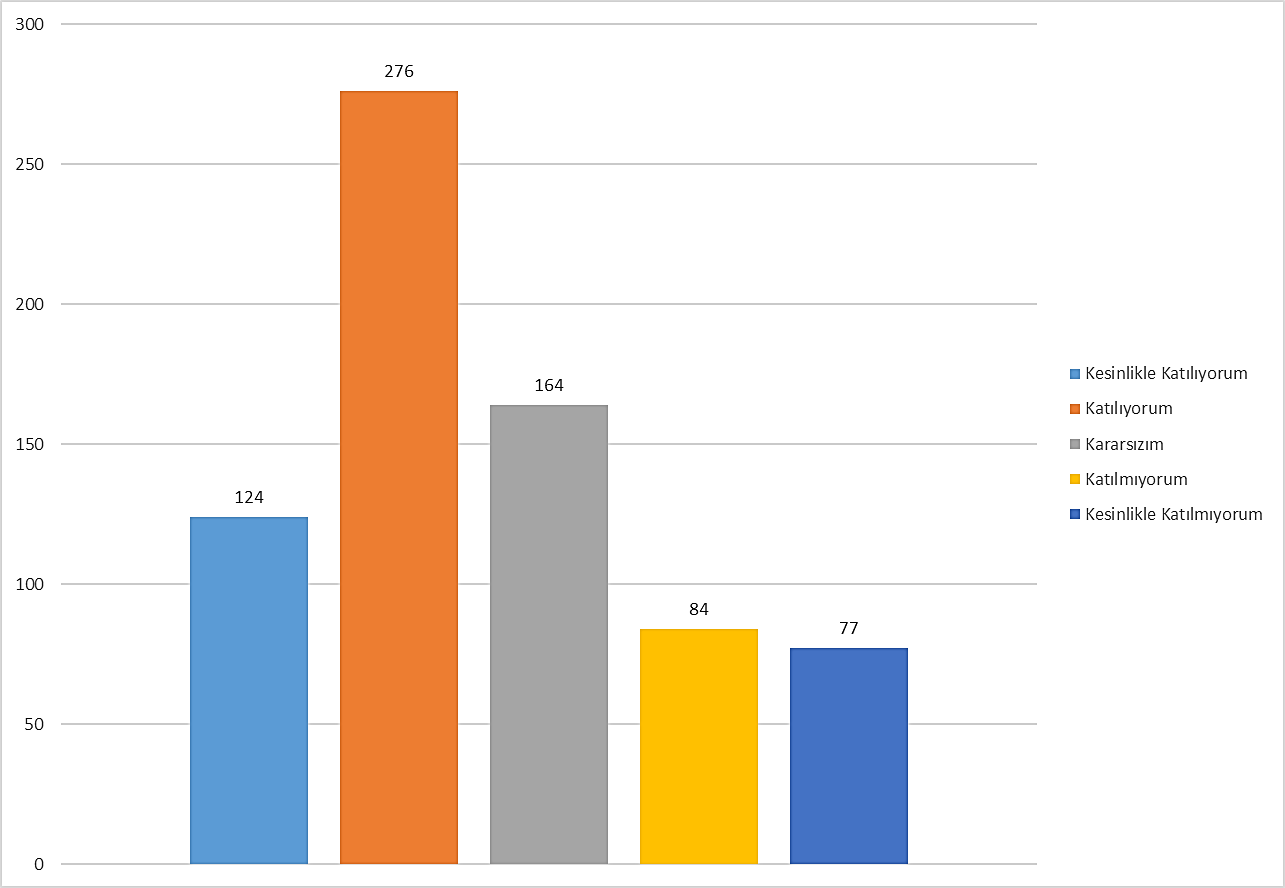 300
250
200
150
100
50
0
124
276
164
84
77
Kesinlikle Katılıyorum
Katılıyorum
Kararsızım
Katılmıyorum
Kesinlikle Katılmıyorum